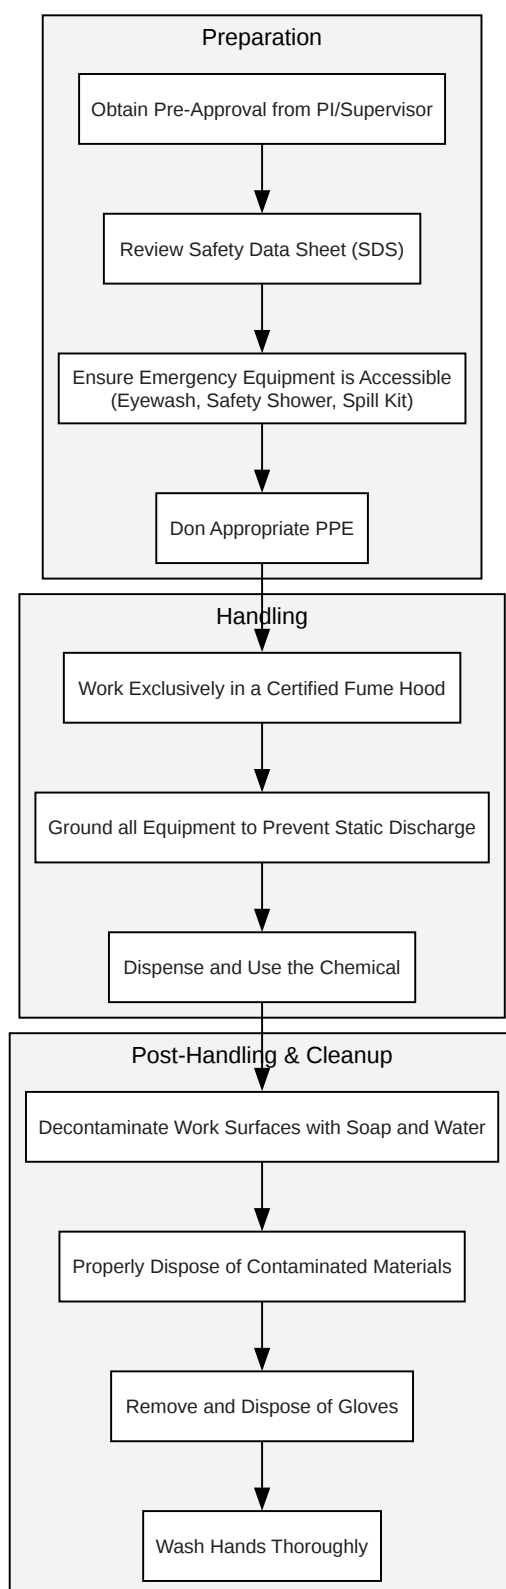 Preparation
Obtain Pre-Approval from PI/Supervisor
Review Safety Data Sheet (SDS)
Ensure Emergency Equipment is Accessible
(Eyewash, Safety Shower, Spill Kit)
Don Appropriate PPE
Handling
Work Exclusively in a Certified Fume Hood
Ground all Equipment to Prevent Static Discharge
Dispense and Use the Chemical
Post-Handling & Cleanup
Decontaminate Work Surfaces with Soap and Water
Properly Dispose of Contaminated Materials
Remove and Dispose of Gloves
Wash Hands Thoroughly